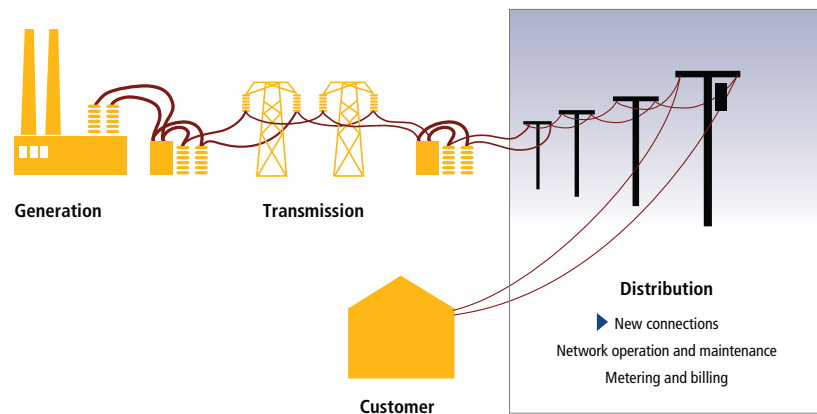 Generation
Transmission
Distribution
New connections
Network operation and maintenance
Metering and billing
Customer